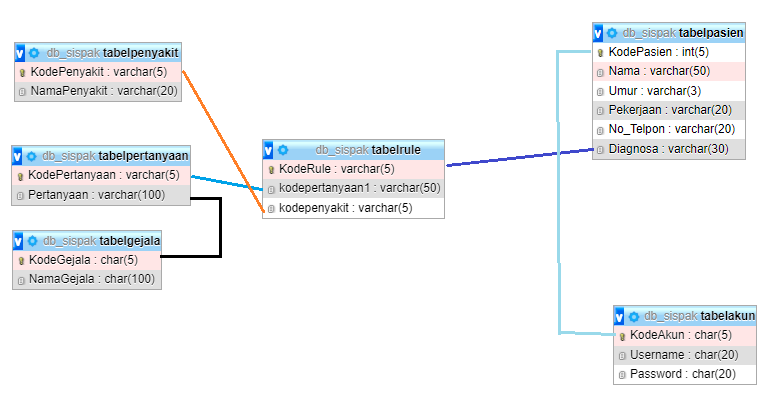 db_sispak tabelpenyakit
KodePenyakit : varchar(5)
NamaPenyakit : varchar(20)
db_sispak tabelpertanyaan
KodePertanyaan : varchar(5)
Pertanyaan : varchar(100)
db_sispak tabelgejala
KodeGejala : char(5)
NamaGejala : char(100)
db_sispak tabelrule
KodeRule : varchar(5)
kodepertanyaan1 : varchar(50)
kodepenyakit : varchar(5)
db_sispak tabelpasien
KodePasien : int(5)
Nama : varchar(50)
Umur : varchar(3)
Pekerjaan : varchar(20)
No_Telpon : varchar(20)
Diagnosa : varchar(30)
db_sispak tabelakun
KodeAkun : char(5)
Username : char(20)
Password : char(20)